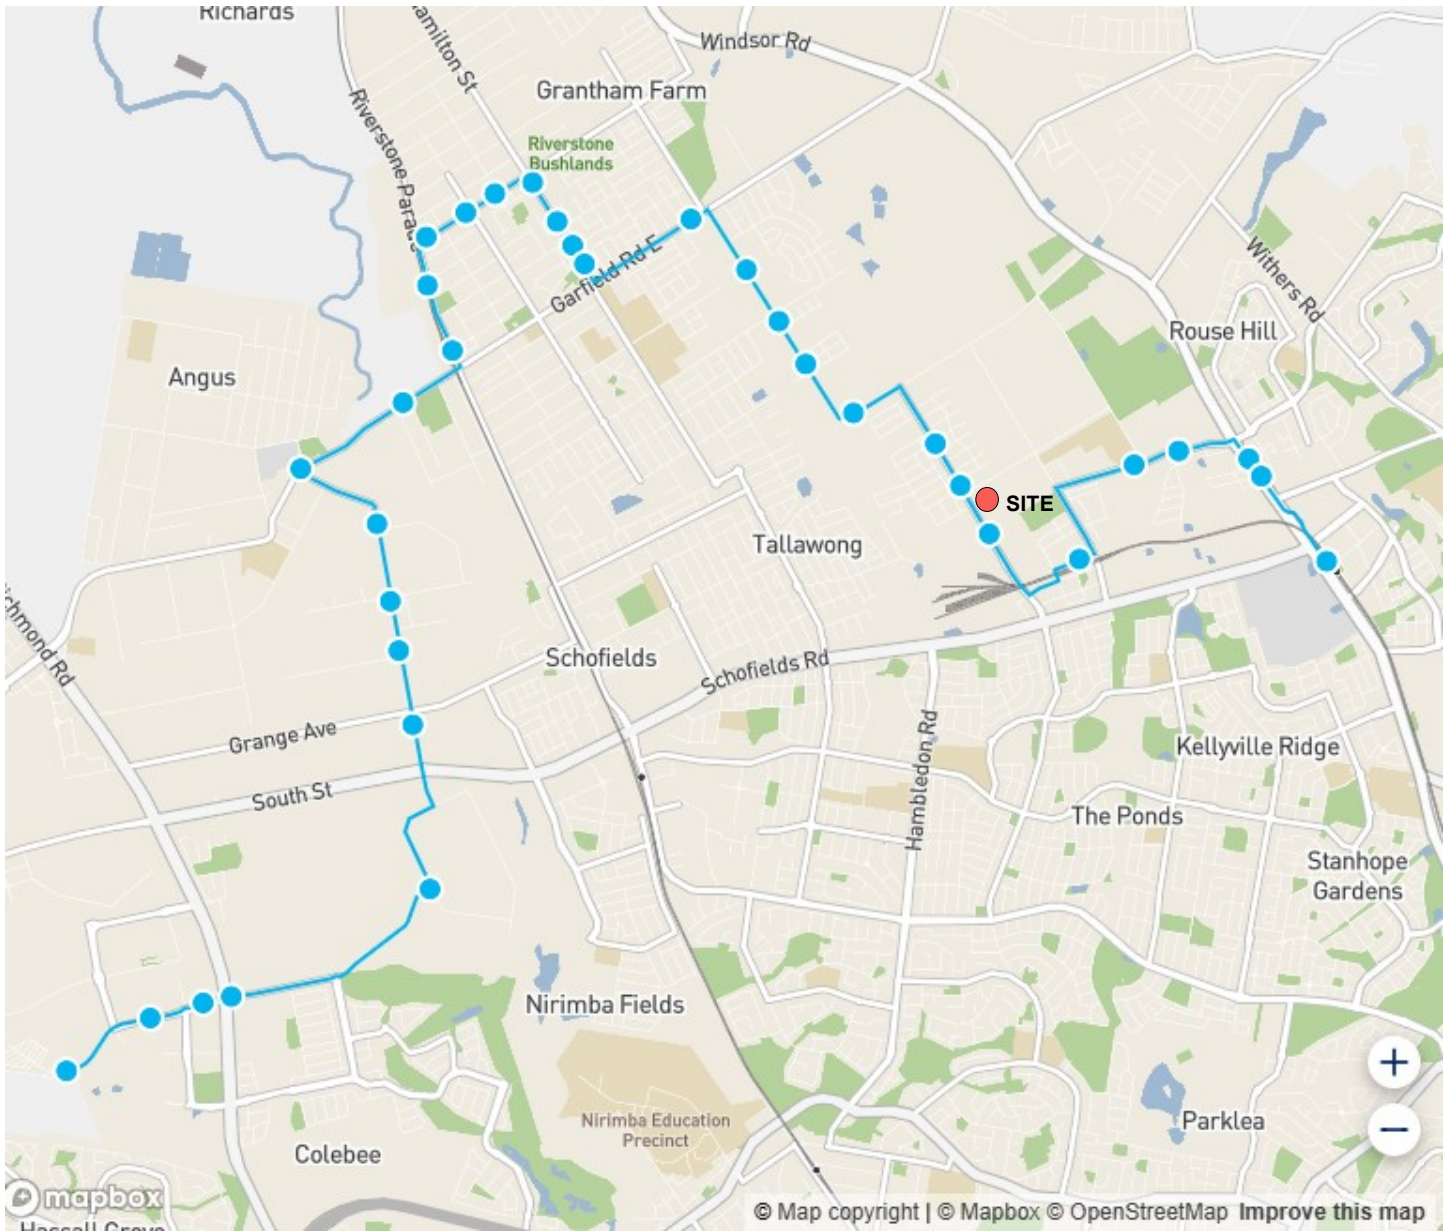 Richards
Hamilton St
Windsor Rd
Grantham Farm
Riverstone Parade
Riverstone
Bushlands
Withers Rd
Garfield Rd E
Rouse Hill
Angus
SITE
Tallawong
Richmond Rd
Schofields
Schofields Rd
Grange Ave
Hambledon Rd
Kellyville Ridge
South St
The Ponds
Stanhope
Gardens
Nirimba Fields
+
Nirimba Education
Precinct
Parklea
−
Colebee
mapbox
© Map copyright | © Mapbox © OpenStreetMap Improve this map
Hassall Grove